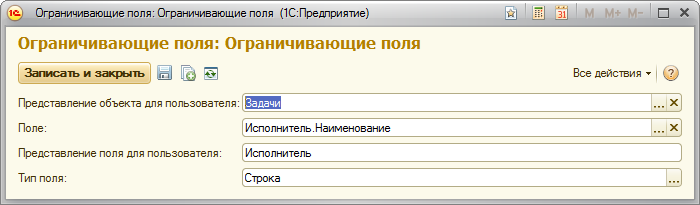 Ограничивающие поля: Ограничивающие поля (1С:Предприятие)
M M+ M-
31
Ограничивающие поля: Ограничивающие поля
Записать и закрыть
Все действия
?
Представление объекта для пользователя: Задачи ... ×
Поле: Исполнитель.Наименование ... ×
Представление поля для пользователя: Исполнитель
Тип поля: Строка ...